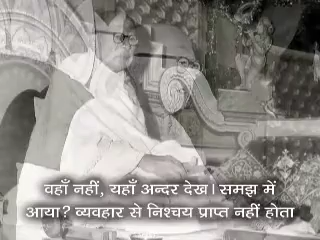 वहाँ नहीं, यहाँ अन्दर देख। समझ में
आया? व्यवहार से निश्चय प्राप्त नहीं होता